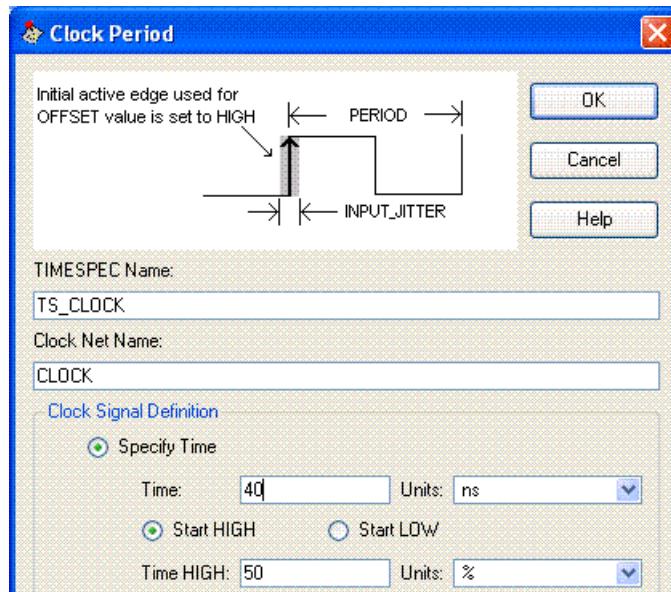 Clock Period
Initial active edge used for
OFFSET value is set to HIGH
PERIOD
INPUT_JITTER
OK
Cancel
Help
TIMESPEC Name:
TS_CLOCK
Clock Net Name:
CLOCK
Clock Signal Definition
Specify Time
Time: 40 Units: ns
Start HIGH Start LOW
Time HIGH: 50 Units: %